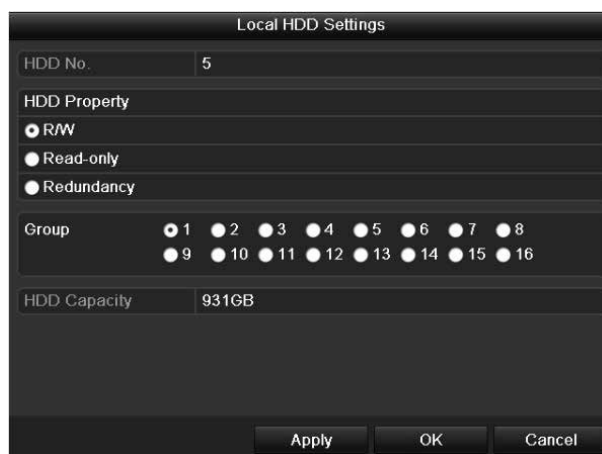 Local HDD Settings
HDD No. 5
HDD Property
R/W
Read-only
Redundancy
Group 1 2 3 4 5 6 7 8
9 10 11 12 13 14 15 16
HDD Capacity 931GB
Apply OK Cancel